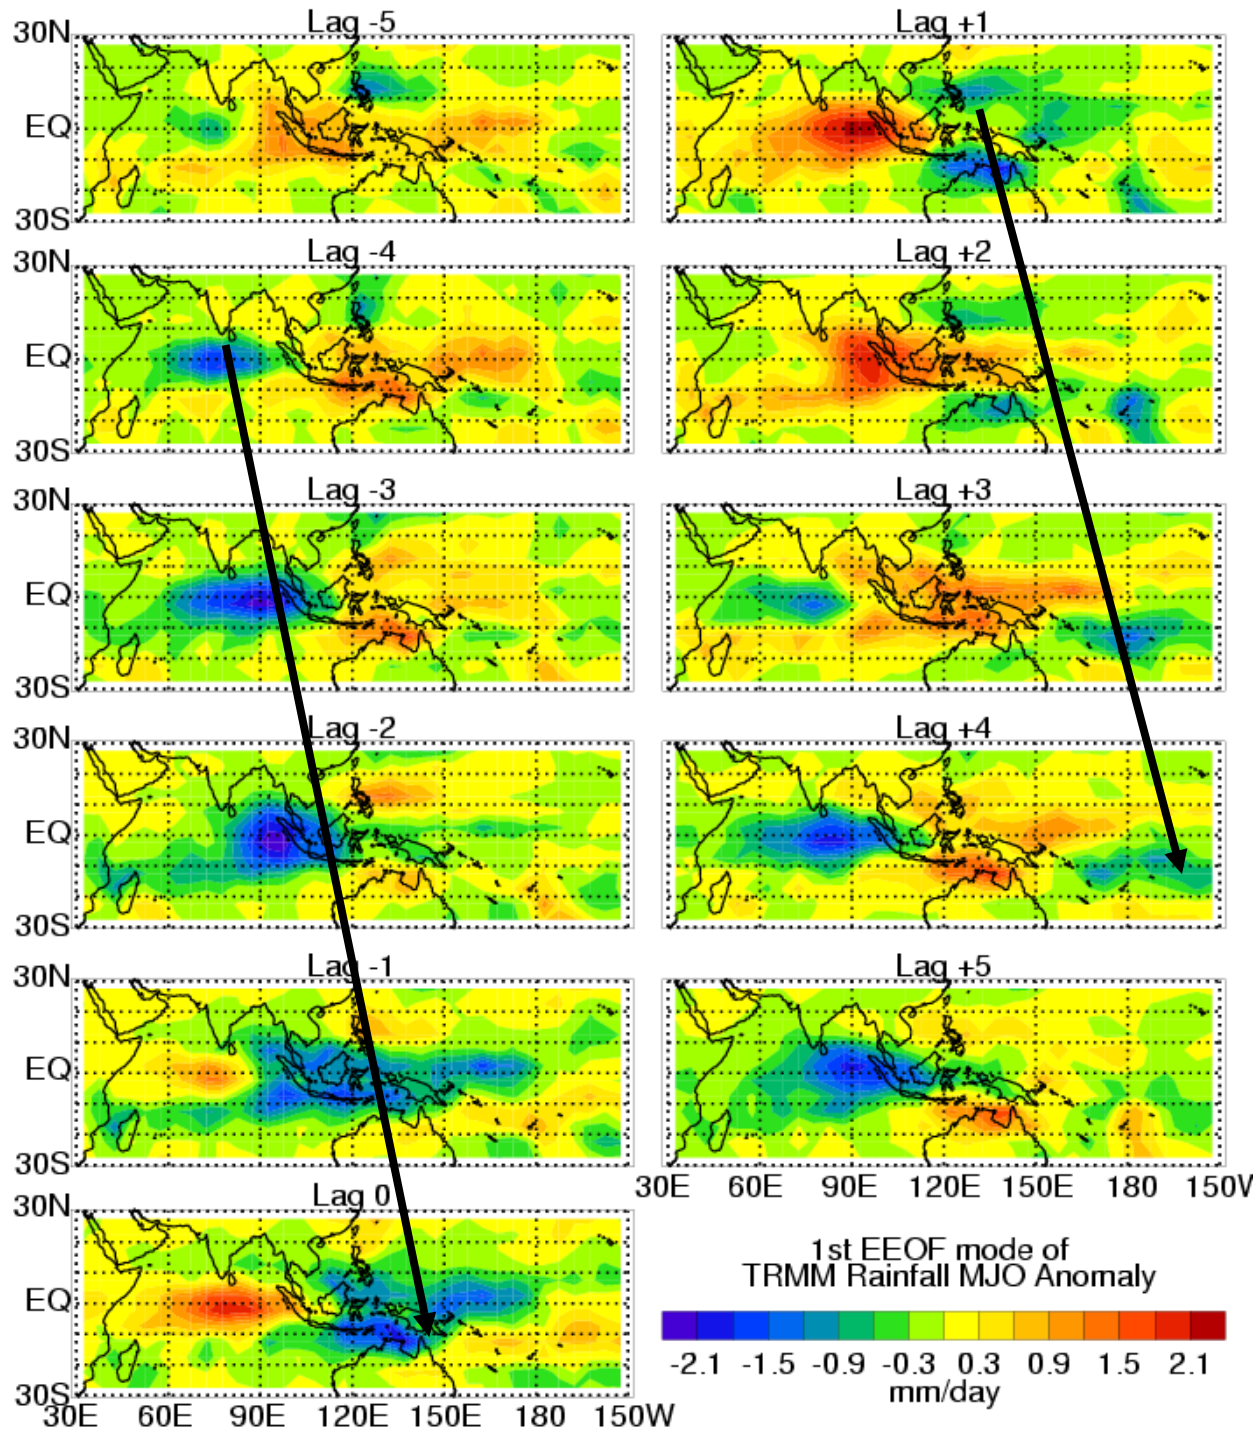 Lag -5
30N
EQ
30S
Lag -4
30N
EQ
30S
Lag -3
30N
EQ
30S
Lag -2
30N
EQ
30S
Lag -1
30N
EQ
30S
Lag 0
30N
EQ
30S
30E 60E 90E 120E 150E 180 150W
Lag +1
Lag +2
Lag +3
Lag +4
Lag +5
30E 60E 90E 120E 150E 180 150W
1st EEOF mode of
TRMM Rainfall MJO Anomaly
-2.1 -1.5 -0.9 -0.3 0.3 0.9 1.5 2.1
mm/day